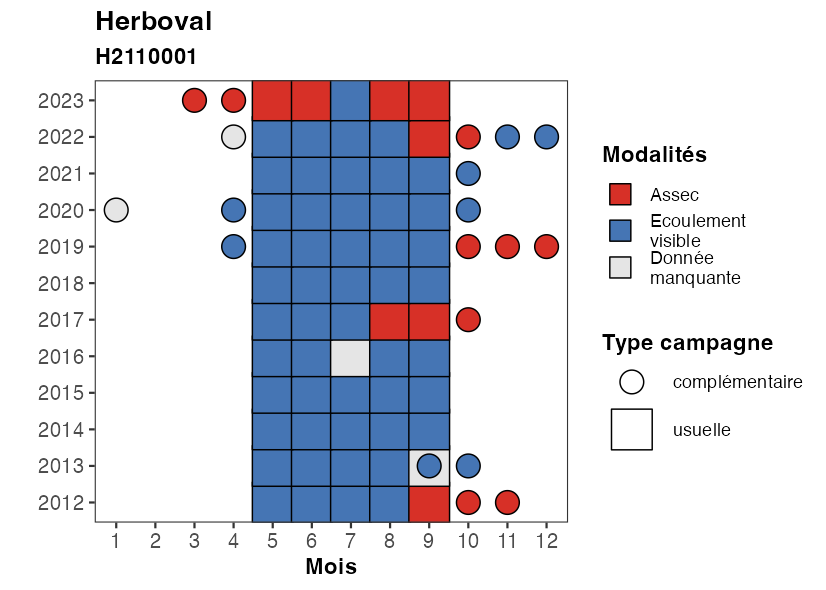 Herboval
H2110001
2023
2022
2021
2020
2019
2018
2017
2016
2015
2014
2013
2012
1 2 3 4 5 6 7 8 9 10 11 12
Mois
Modalités
Assec
Ecoulement
visible
Donnée
manquante
Type campagne
complémentaire
usuelle